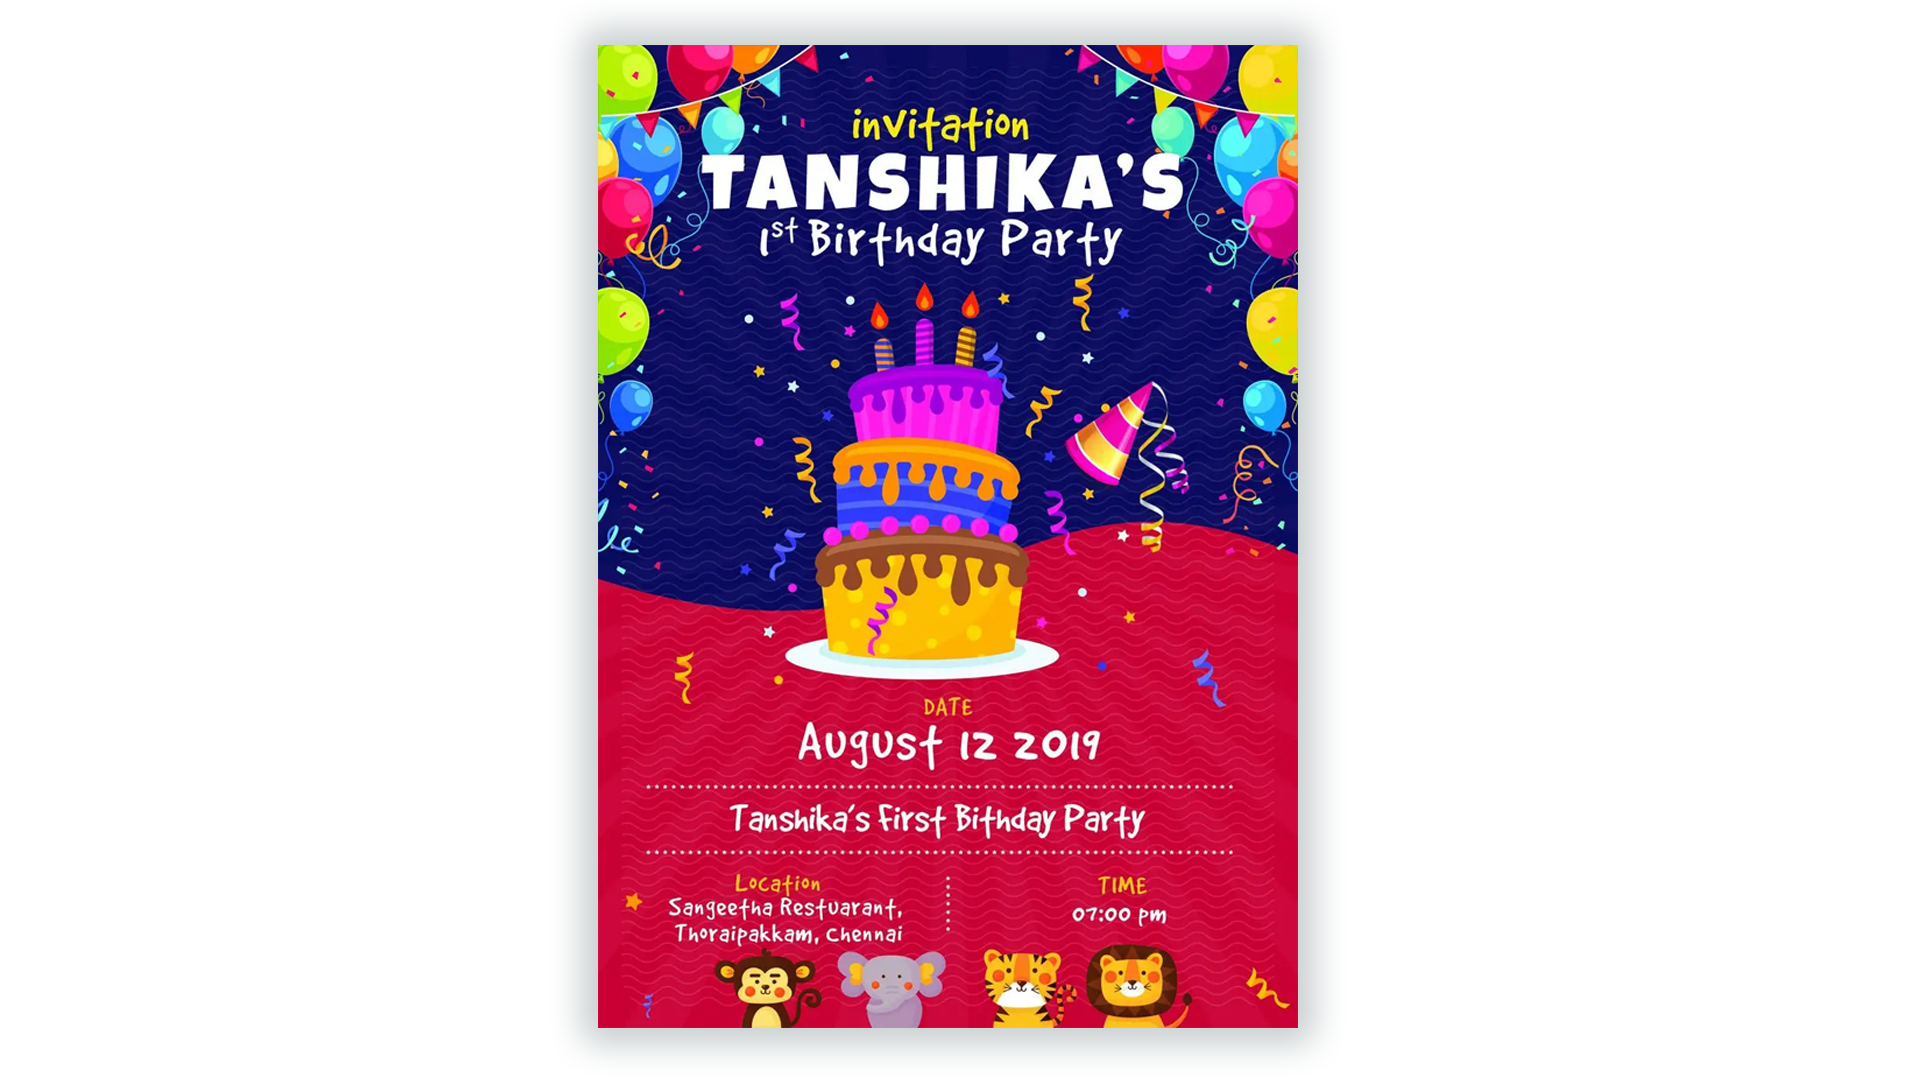 invitation
TANSHIKA'S
1st Birthday Party
DATE
August 12 2019
Tanshika's First Bithday Party
Location
Sangeetha Restuarant,
Thoraipakkam, Chennai
TIME
07:00 pm